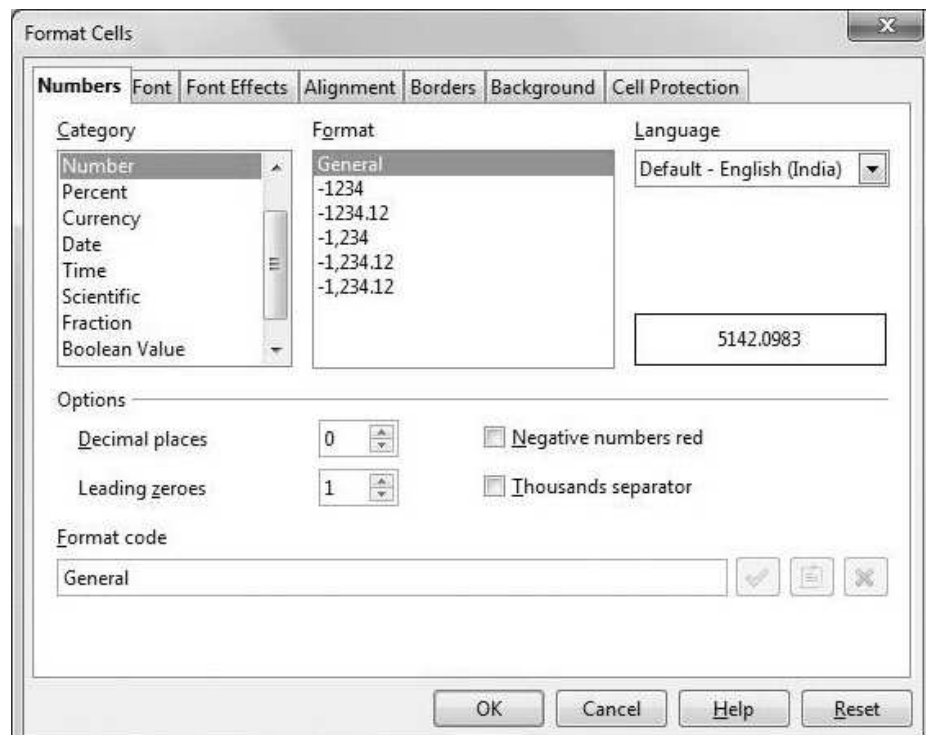 Format Cells
X
Numbers Font Font Effects Alignment Borders Background Cell Protection
Category
Number
Percent
Currency
Date
Time
Scientific
Fraction
Boolean Value
Format
General
-1234
-1234.12
-1,234
-1,234.12
-1,234.12
Language
Default - English (India)
5142.0983
Options
Decimal places 0
Negative numbers red
Leading zeroes 1
Thousands separator
Format code
General
OK Cancel Help Reset